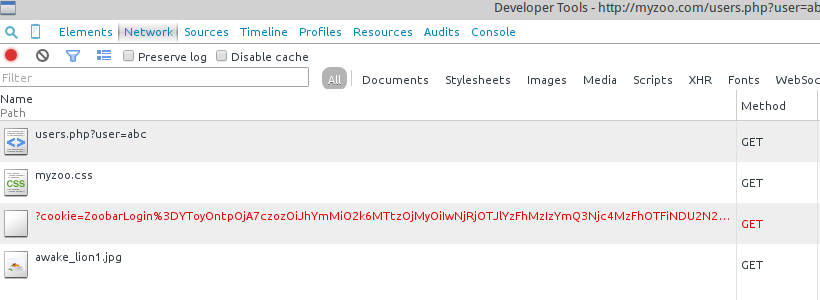 Developer Tools - http://myzoo.com/users.php?user=ab
Elements Network Sources Timeline Profiles Resources Audits Console
Preserve log Disable cache
Filter All Documents Stylesheets Images Media Scripts XHR Fonts WebSoc
Name Method
Path
users.php?user=abc GET
myzoo.css GET
?cookie=ZoobarLogin%3DYToyOntpOjA7czozOiJhYmMiO2k6MTtzOjMyOiIwNjRjOTJlYzFhMzIzYmQ3Njc4MzFhOTFiNDU2N2... GET
awake_lion1.jpg GET